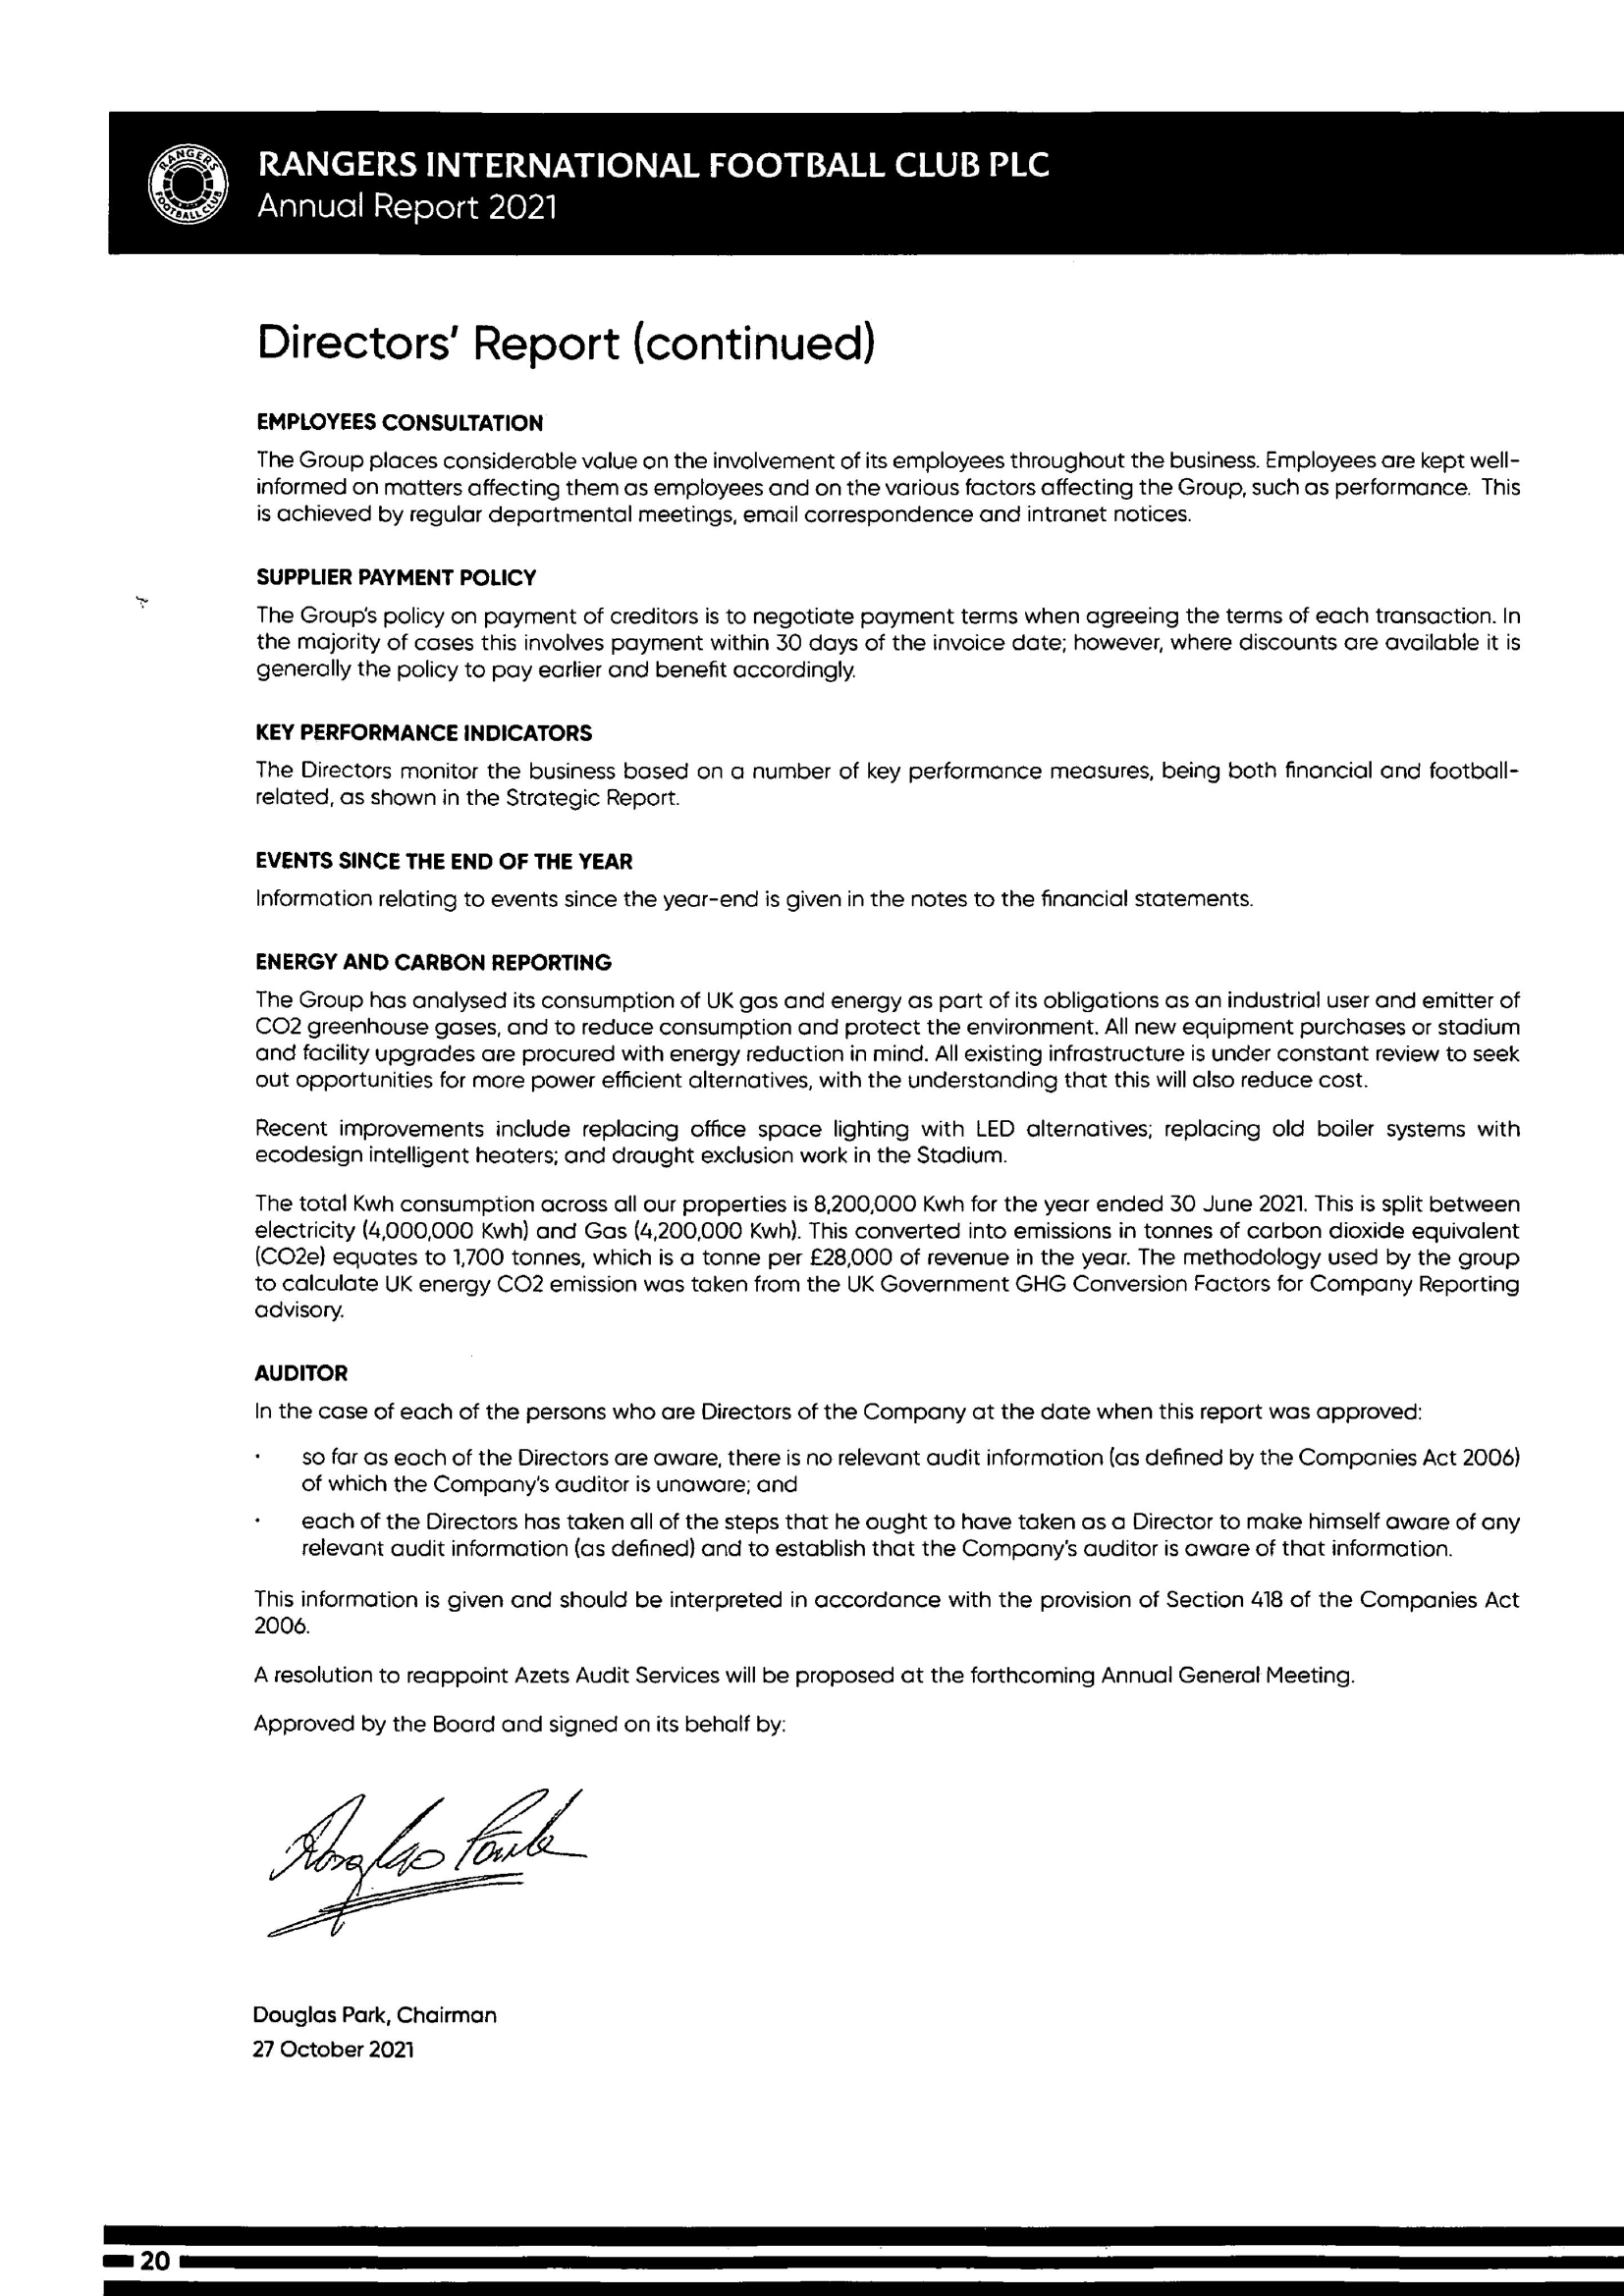 RANGERS FOOTBALL CLUB
RANGERS INTERNATIONAL FOOTBALL CLUB PLC
Annual Report 2021
Directors' Report (continued)
EMPLOYEES CONSULTATION
The Group places considerable value on the involvement of its employees throughout the business. Employees are kept well-
informed on matters affecting them as employees and on the various factors affecting the Group, such as performance. This
is achieved by regular departmental meetings, email correspondence and intranet notices.
SUPPLIER PAYMENT POLICY
The Group's policy on payment of creditors is to negotiate payment terms when agreeing the terms of each transaction. In
the majority of cases this involves payment within 30 days of the invoice date; however, where discounts are available it is
generally the policy to pay earlier and benefit accordingly.
KEY PERFORMANCE INDICATORS
The Directors monitor the business based on a number of key performance measures, being both financial and football-
related, as shown in the Strategic Report.
EVENTS SINCE THE END OF THE YEAR
Information relating to events since the year-end is given in the notes to the financial statements.
ENERGY AND CARBON REPORTING
The Group has analysed its consumption of UK gas and energy as part of its obligations as an industrial user and emitter of
CO2 greenhouse gases, and to reduce consumption and protect the environment. All new equipment purchases or stadium
and facility upgrades are procured with energy reduction in mind. All existing infrastructure is under constant review to seek
out opportunities for more power efficient alternatives, with the understanding that this will also reduce cost.
Recent improvements include replacing office space lighting with LED alternatives; replacing old boiler systems with
ecodesign intelligent heaters; and draught exclusion work in the Stadium.
The total Kwh consumption across all our properties is 8,200,000 Kwh for the year ended 30 June 2021. This is split between
electricity (4,000,000 Kwh) and Gas (4,200,000 Kwh). This converted into emissions in tonnes of carbon dioxide equivalent
(CO2e) equates to 1,700 tonnes, which is a tonne per £28,000 of revenue in the year. The methodology used by the group
to calculate UK energy CO2 emission was taken from the UK Government GHG Conversion Factors for Company Reporting
advisory.
AUDITOR
In the case of each of the persons who are Directors of the Company at the date when this report was approved:
· so far as each of the Directors are aware, there is no relevant audit information (as defined by the Companies Act 2006)
of which the Company's auditor is unaware; and
· each of the Directors has taken all of the steps that he ought to have taken as a Director to make himself aware of any
relevant audit information (as defined) and to establish that the Company's auditor is aware of that information.
This information is given and should be interpreted in accordance with the provision of Section 418 of the Companies Act
2006.
A resolution to reappoint Azets Audit Services will be proposed at the forthcoming Annual General Meeting.
Approved by the Board and signed on its behalf by:
Douglas Park
Douglas Park, Chairman
27 October 2021
20